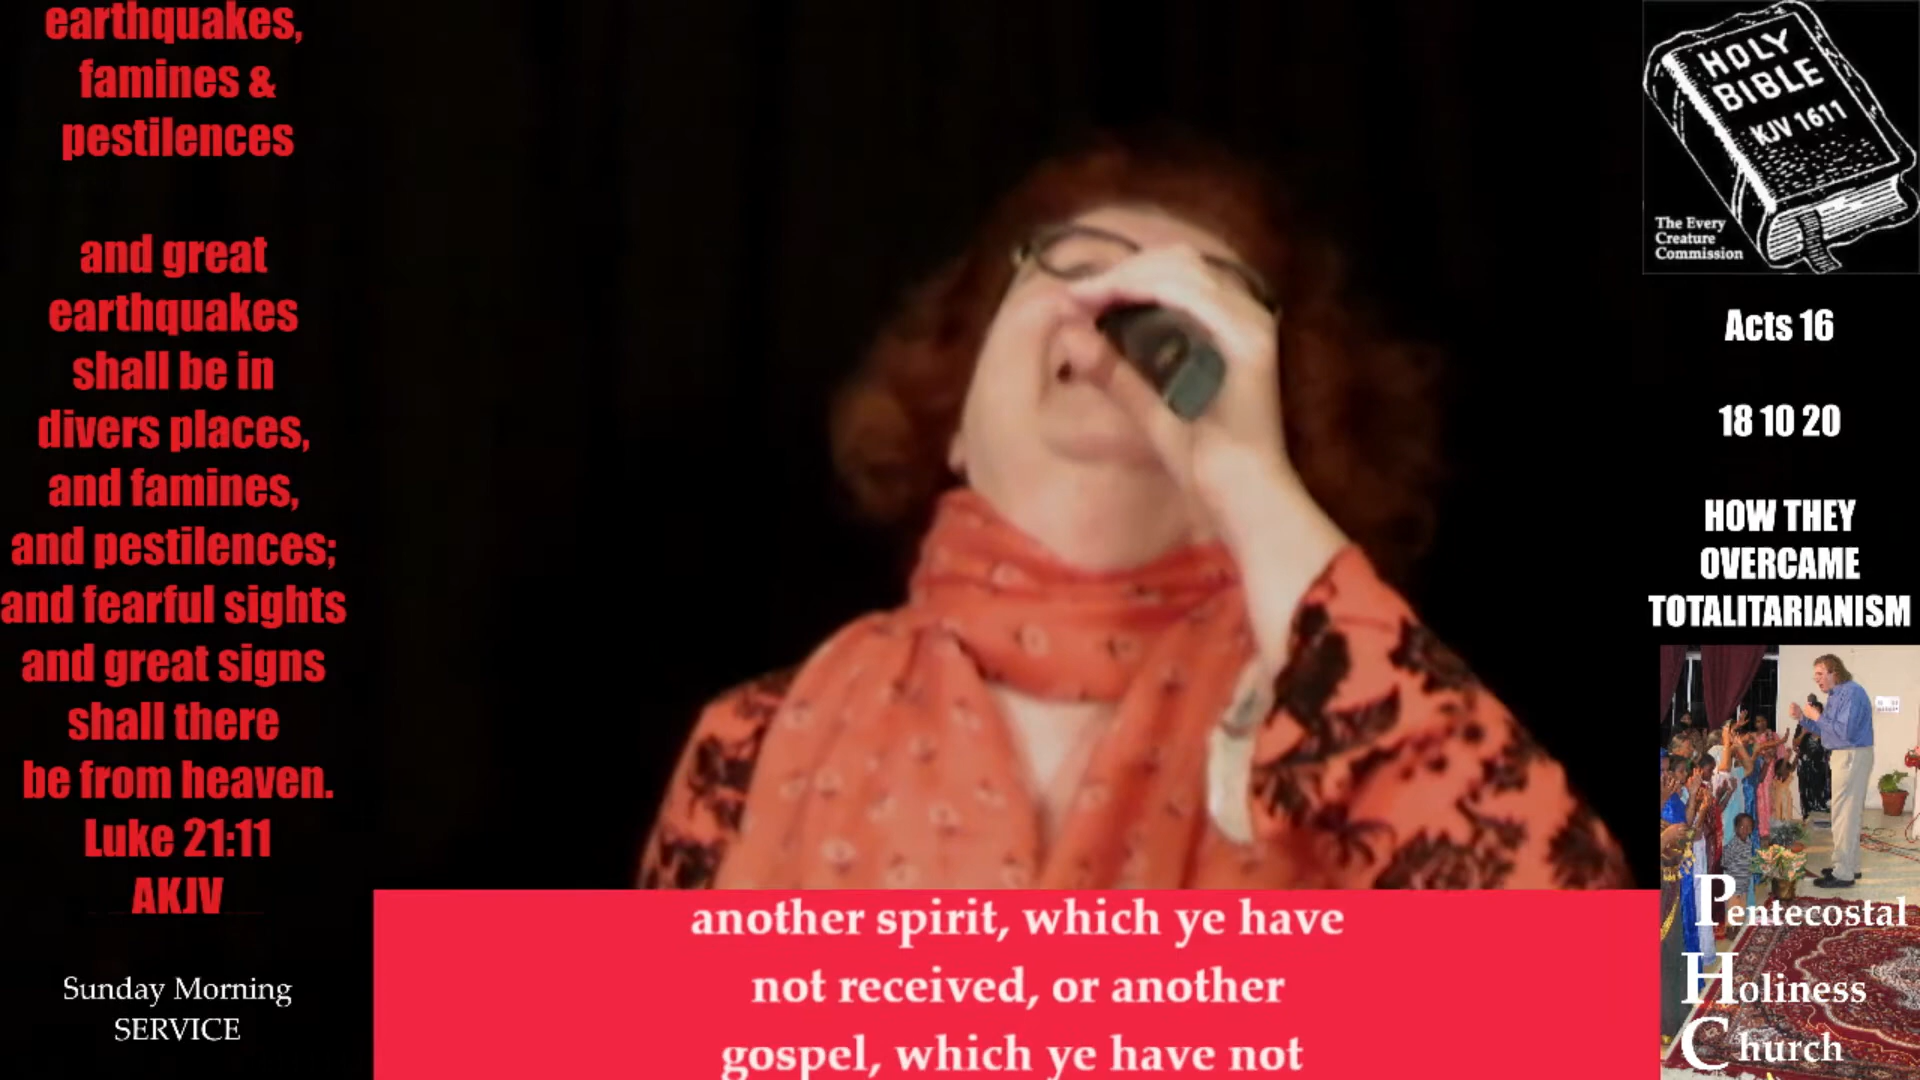 earthquakes,
famines &
pestilences
and great
earthquakes
shall be in
divers places,
and famines,
and pestilences;
and fearful sights
and great signs
shall there
be from heaven.
Luke 21:11
AKJV
Sunday Morning
SERVICE
another spirit, which ye have
not received, or another
gospel, which ye have not
HOLY
BIBLE
KJV 1611
The Every
Creature
Commission
Acts 16
18 10 20
HOW THEY
OVERCAME
TOTALITARIANISM
Pentecostal
Holiness
Church